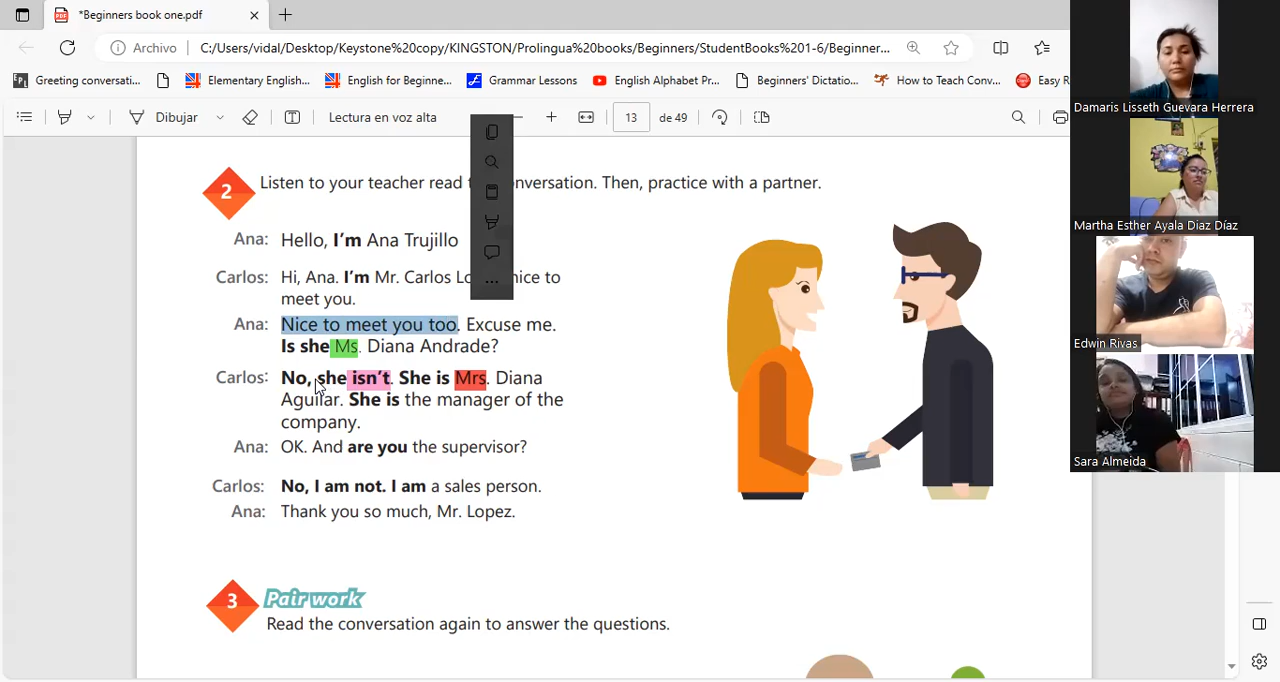 *Beginners book one.pdf
Archivo
C:/Users/vidal/Desktop/Keystone%20copy/KINGSTON/Prolingua%20books/Beginners/StudentBooks%201-6/Beginner...
Greeting conversati...
Elementary English...
English for Beginne...
Grammar Lessons
English Alphabet Pr...
Beginners' Dictatio...
How to Teach Conv...
Easy R
Dibujar
Lectura en voz alta
13
de 49
2
Listen to your teacher read conversation. Then, practice with a partner.
Ana: Hello, I'm Ana Trujillo
Carlos: Hi, Ana. I'm Mr. Carlos nice to
meet you.
Ana: Nice to meet you too. Excuse me.
Is she Ms. Diana Andrade?
Carlos: No, she isn't. She is Mrs. Diana
Aguilar. She is the manager of the
company.
Ana: OK. And are you the supervisor?
Carlos: No, I am not. I am a sales person.
Ana: Thank you so much, Mr. Lopez.
3
Pair work
Read the conversation again to answer the questions.
Damaris Lisseth Guevara Herrera
Martha Esther Ayala Diaz Díaz
Edwin Rivas
Sara Almeida